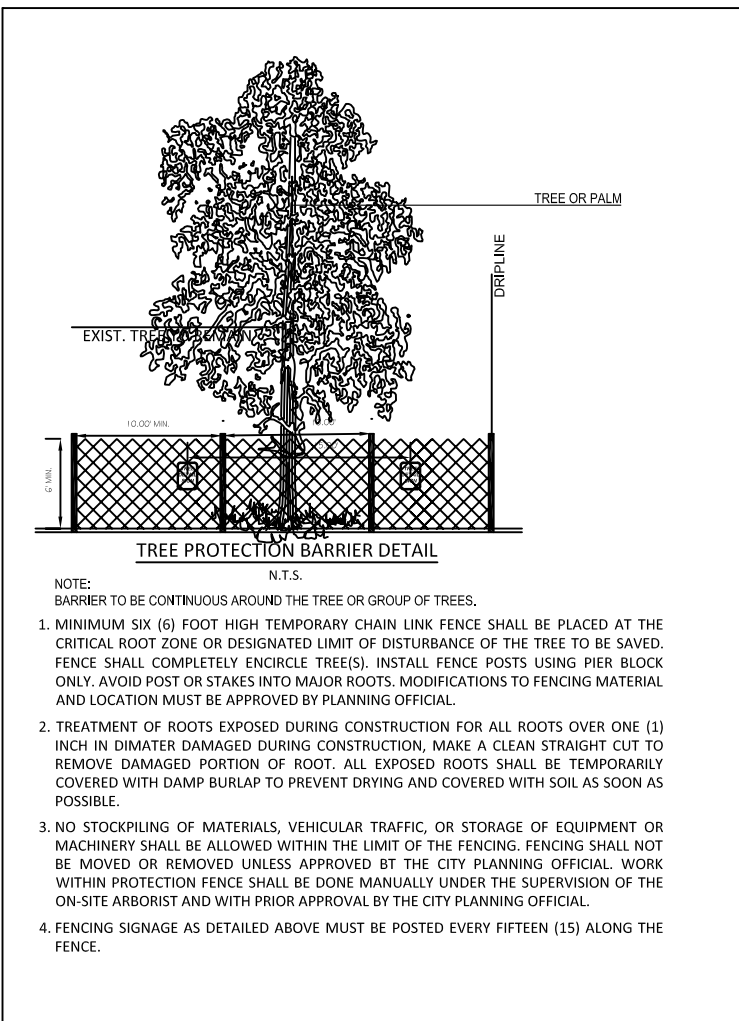 TREE OR PALM
DRIPLINE
EXIST. TREE TO REMAIN
10.00' MIN.
6' MIN.
TREE PROTECTION BARRIER DETAIL
N.T.S.
NOTE:
BARRIER TO BE CONTINUOUS AROUND THE TREE OR GROUP OF TREES.
1. MINIMUM SIX (6) FOOT HIGH TEMPORARY CHAIN LINK FENCE SHALL BE PLACED AT THE
CRITICAL ROOT ZONE OR DESIGNATED LIMIT OF DISTURBANCE OF THE TREE TO BE SAVED.
FENCE SHALL COMPLETELY ENCIRCLE TREE(S). INSTALL FENCE POSTS USING PIER BLOCK
ONLY. AVOID POST OR STAKES INTO MAJOR ROOTS. MODIFICATIONS TO FENCING MATERIAL
AND LOCATION MUST BE APPROVED BY PLANNING OFFICIAL.
2. TREATMENT OF ROOTS EXPOSED DURING CONSTRUCTION FOR ALL ROOTS OVER ONE (1)
INCH IN DIMATER DAMAGED DURING CONSTRUCTION, MAKE A CLEAN STRAIGHT CUT TO
REMOVE DAMAGED PORTION OF ROOT. ALL EXPOSED ROOTS SHALL BE TEMPORARILY
COVERED WITH DAMP BURLAP TO PREVENT DRYING AND COVERED WITH SOIL AS SOON AS
POSSIBLE.
3. NO STOCKPILING OF MATERIALS, VEHICULAR TRAFFIC, OR STORAGE OF EQUIPMENT OR
MACHINERY SHALL BE ALLOWED WITHIN THE LIMIT OF THE FENCING. FENCING SHALL NOT
BE MOVED OR REMOVED UNLESS APPROVED BT THE CITY PLANNING OFFICIAL. WORK
WITHIN PROTECTION FENCE SHALL BE DONE MANUALLY UNDER THE SUPERVISION OF THE
ON-SITE ARBORIST AND WITH PRIOR APPROVAL BY THE CITY PLANNING OFFICIAL.
4. FENCING SIGNAGE AS DETAILED ABOVE MUST BE POSTED EVERY FIFTEEN (15) ALONG THE
FENCE.